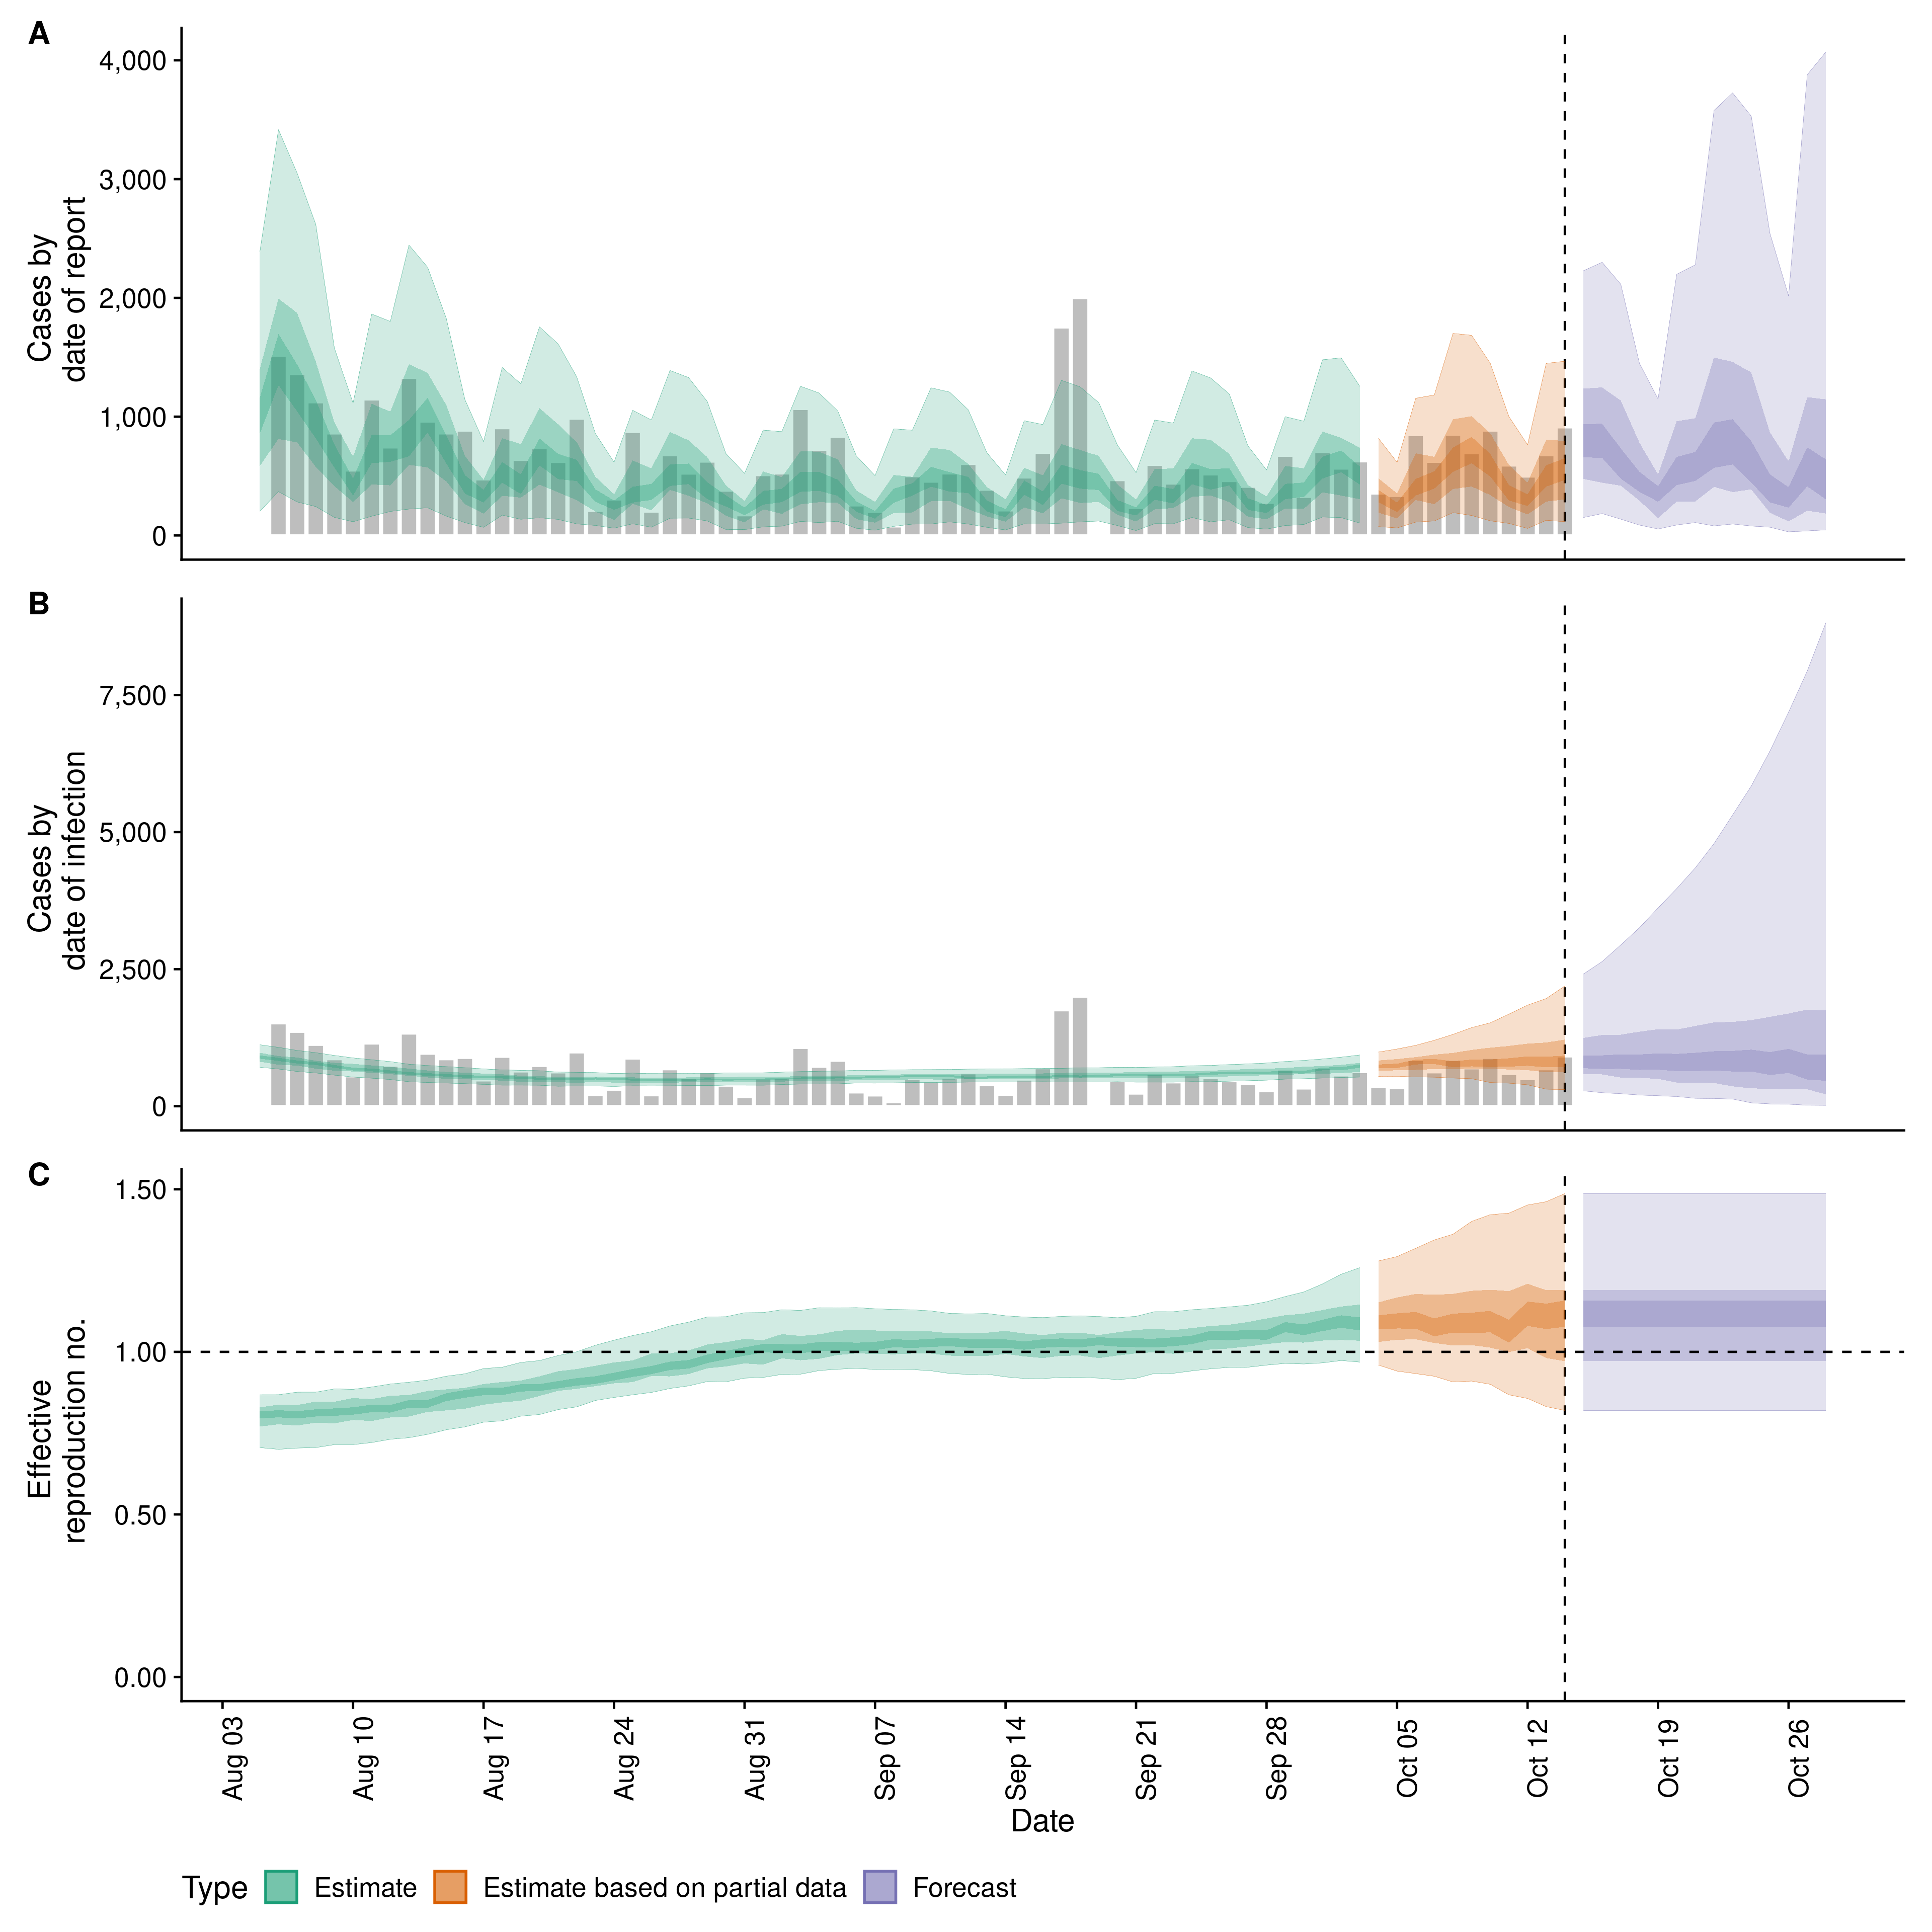 A
4,000
3,000
2,000
1,000
0
Cases by
date of report
B
7,500
5,000
2,500
0
Cases by
date of infection
C
1.50
1.00
0.50
0.00
Effective
reproduction no.
Aug 03
Aug 10
Aug 17
Aug 24
Aug 31
Sep 07
Sep 14
Sep 21
Sep 28
Oct 05
Oct 12
Oct 19
Oct 26
Date
Type
Estimate
Estimate based on partial data
Forecast